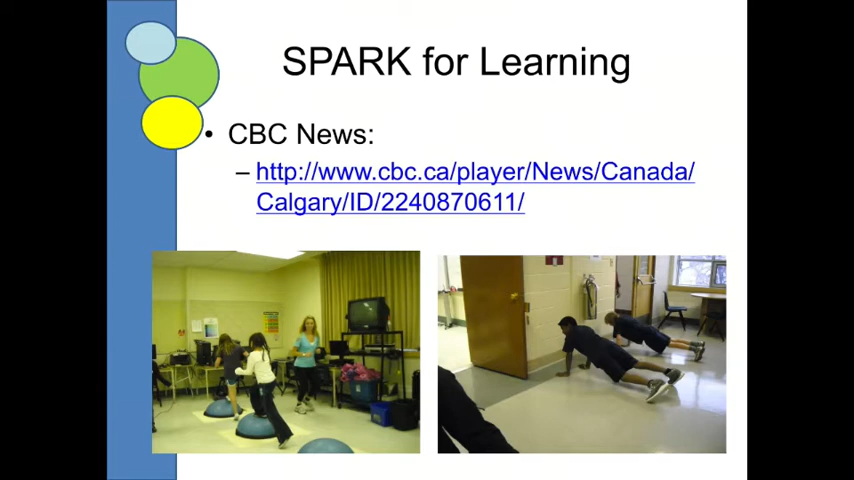 SPARK for Learning
• CBC News:
– http://www.cbc.ca/player/News/Canada/
Calgary/ID/2240870611/